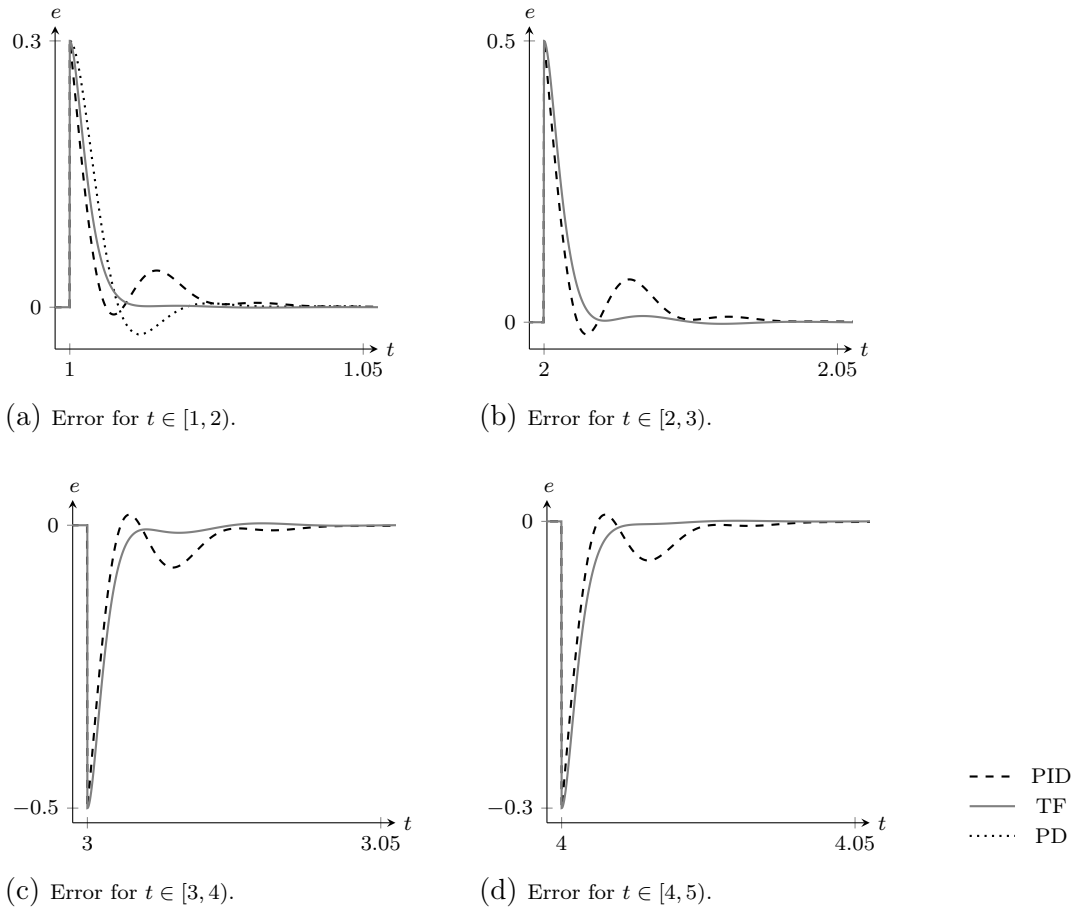 e
0.3
0
t
1
1.05
(a) Error for t ∈ [1, 2).
e
0.5
0
t
2
2.05
(b) Error for t ∈ [2, 3).
e
0
−0.5
t
3
3.05
(c) Error for t ∈ [3, 4).
e
0
−0.3
t
4
4.05
(d) Error for t ∈ [4, 5).
PID
TF
PD